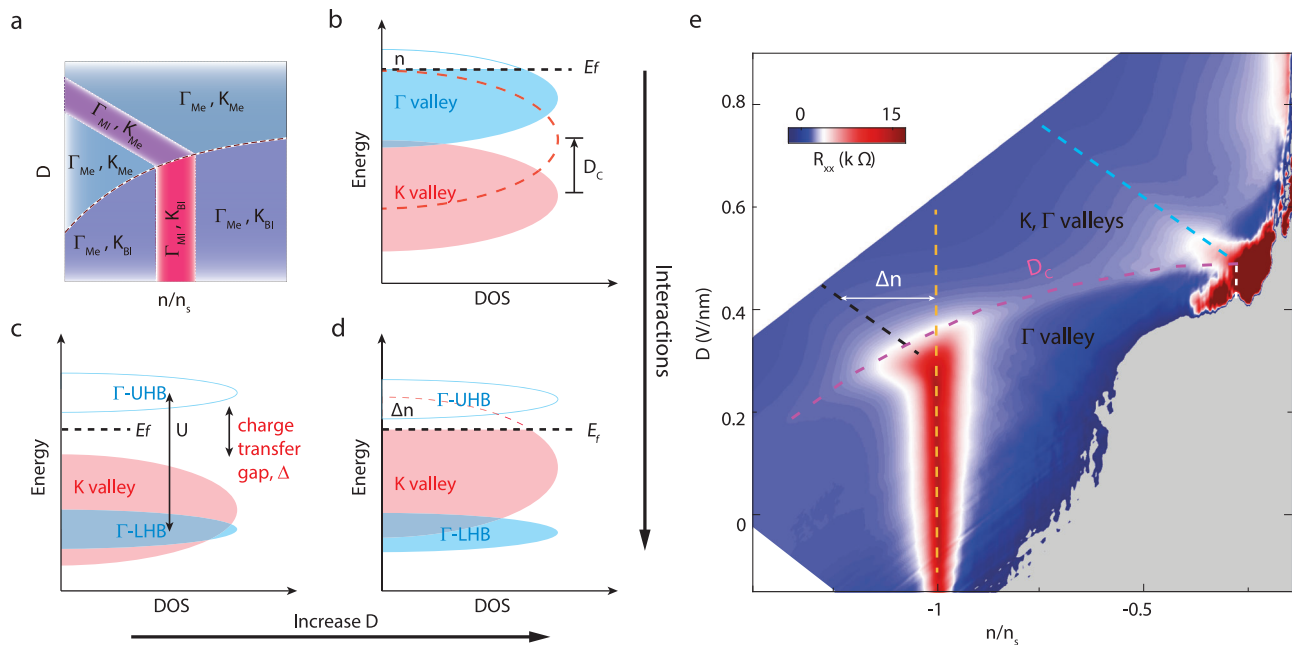 a
Γ_Me , K_Me
Γ_MI , K_Me
Γ_Me , K_Me
Γ_Me , K_BI
Γ_MI , K_BI
Γ_Me , K_BI
D
n/n_s
b
n
Ef
Γ valley
K valley
D_C
Energy
DOS
c
Γ-UHB
Ef
U
charge
transfer
gap, Δ
K valley
Γ-LHB
Energy
DOS
d
Γ-UHB
Δn
E_f
K valley
Γ-LHB
Energy
DOS
Increase D
Interactions
e
0 15
R_xx (k Ω)
K, Γ valleys
D_C
Δn
Γ valley
0.8
0.6
0.4
0.2
0
D (V/nm)
-1 -0.5
n/n_s